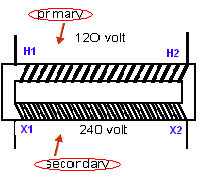 primary
120 volt
H1 H2
X1 240 volt X2
secondary